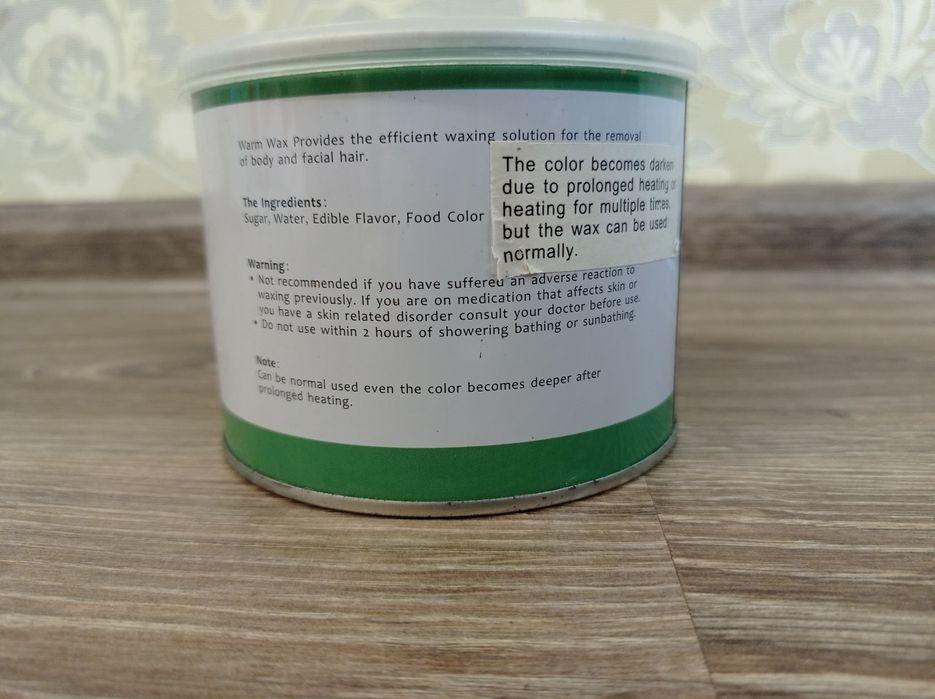 Warm Wax Provides the efficient waxing solution for the removal
of body and facial hair.
The Ingredients:
Sugar, Water, Edible Flavor, Food Color
The color becomes darken
due to prolonged heating or
heating for multiple times,
but the wax can be used
normally.
Warning:
* Not recommended if you have suffered an adverse reaction to
waxing previously. If you are on medication that affects skin or
you have a skin related disorder consult your doctor before use.
* Do not use within 2 hours of showering bathing or sunbathing.
Note:
Can be normal used even the color becomes deeper after
prolonged heating.